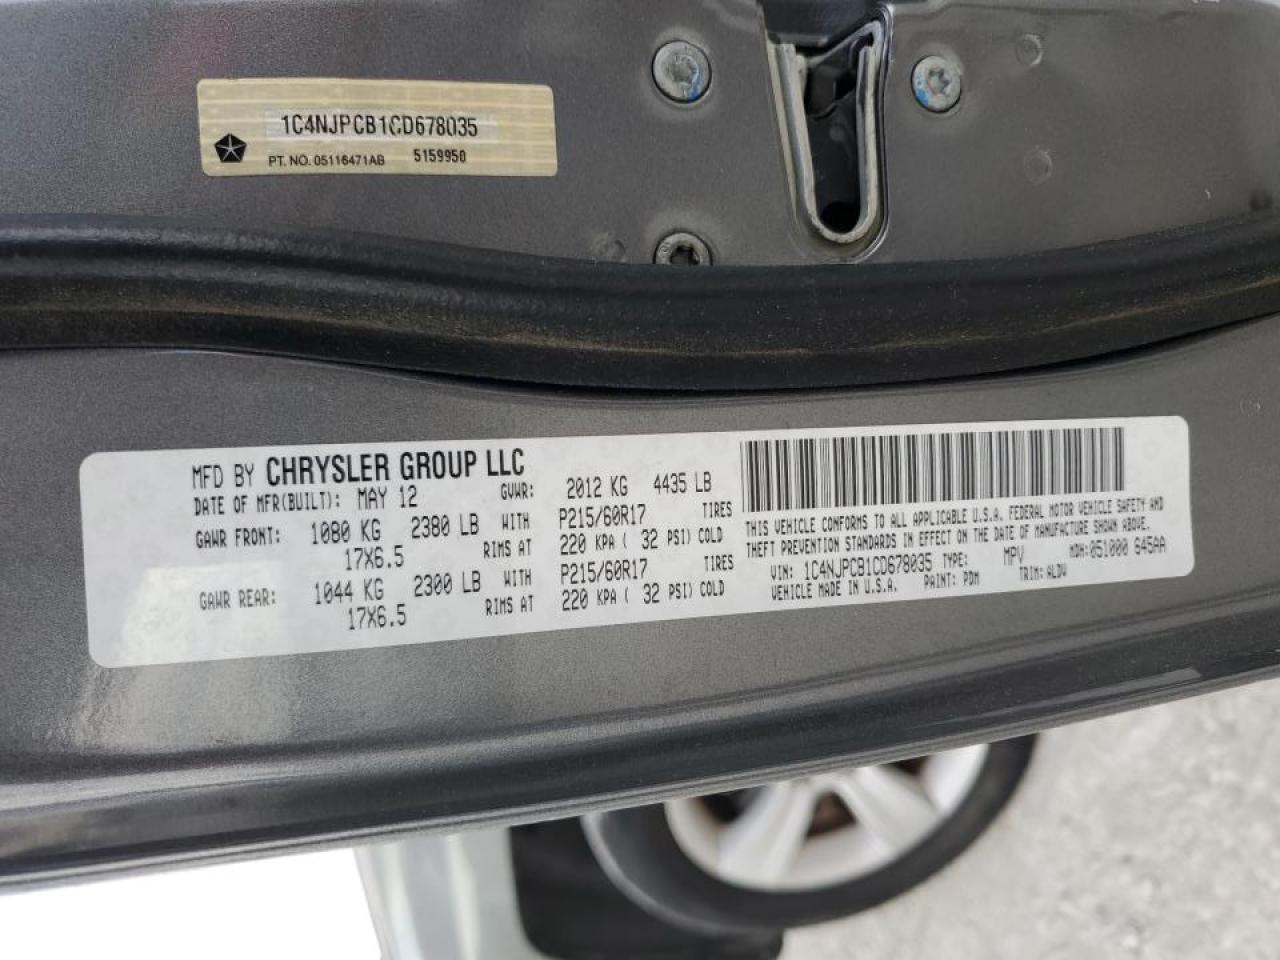 1C4NJPCB1CD678035
PT. NO. 05116471AB 5159950
MFD BY CHRYSLER GROUP LLC
DATE OF MFR(BUILT): MAY 12 GVWR: 2012 KG 4435 LB
GAWR FRONT: 1080 KG 2380 LB WITH P215/60R17 TIRES
17X6.5 RIMS AT 220 KPA ( 32 PSI) COLD
GAWR REAR: 1044 KG 2300 LB WITH P215/60R17 TIRES
17X6.5 RIMS AT 220 KPA ( 32 PSI) COLD
THIS VEHICLE CONFORMS TO ALL APPLICABLE U.S.A. FEDERAL MOTOR VEHICLE SAFETY AND
THEFT PREVENTION STANDARDS IN EFFECT ON THE DATE OF MANUFACTURE SHOWN ABOVE.
VIN: 1C4NJPCB1CD678035 TYPE: MPV MDH:051000 645AA
VEHICLE MADE IN U.S.A. PAINT: PDM TRIM: ALDV